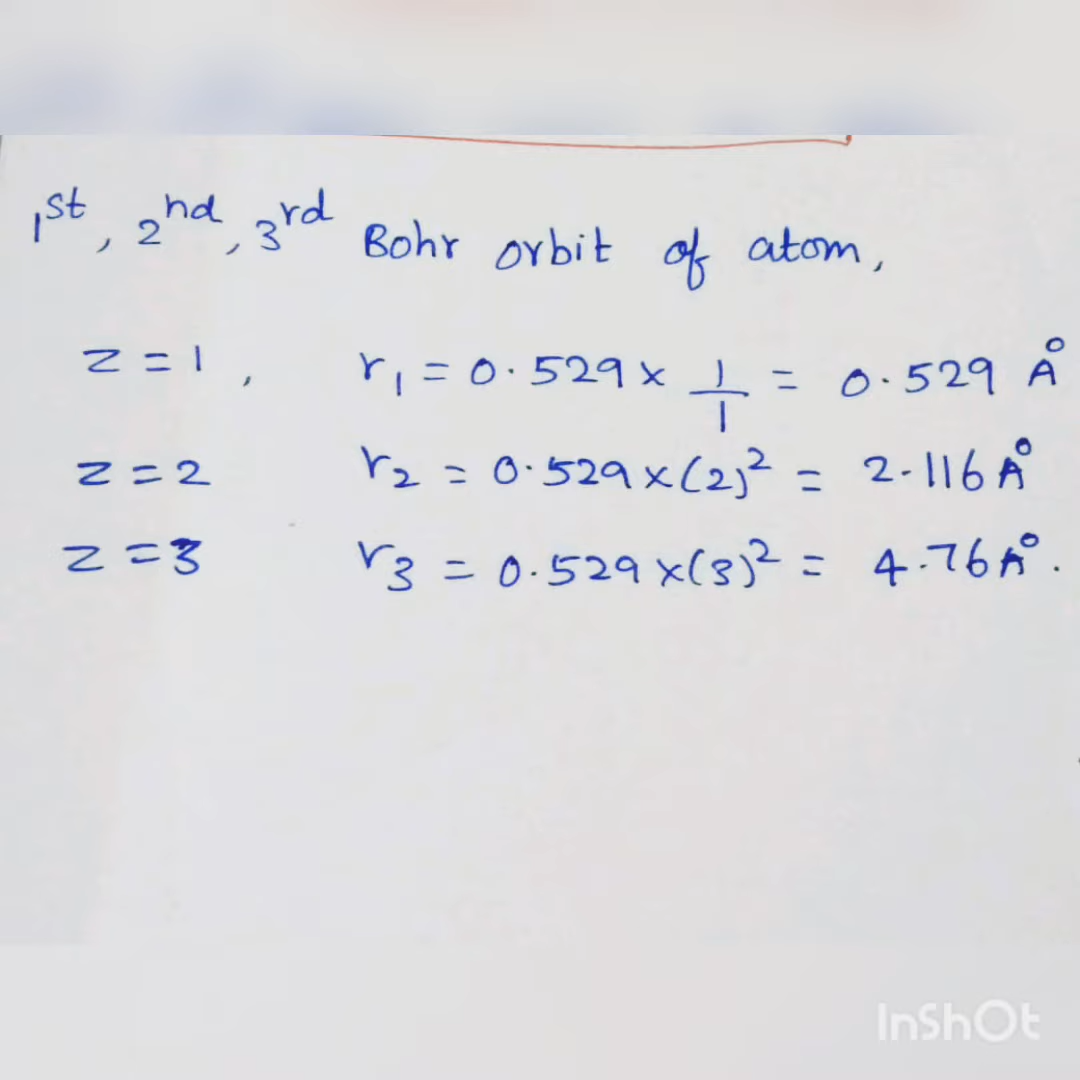 1st, 2nd, 3rd Bohr orbit of atom,
z = 1, r₁ = 0.529 × 1/1 = 0.529 Å
z = 2 r₂ = 0.529 × (2)² = 2.116 Å
z = 3 r₃ = 0.529 × (3)² = 4.76 Å.
InShOt